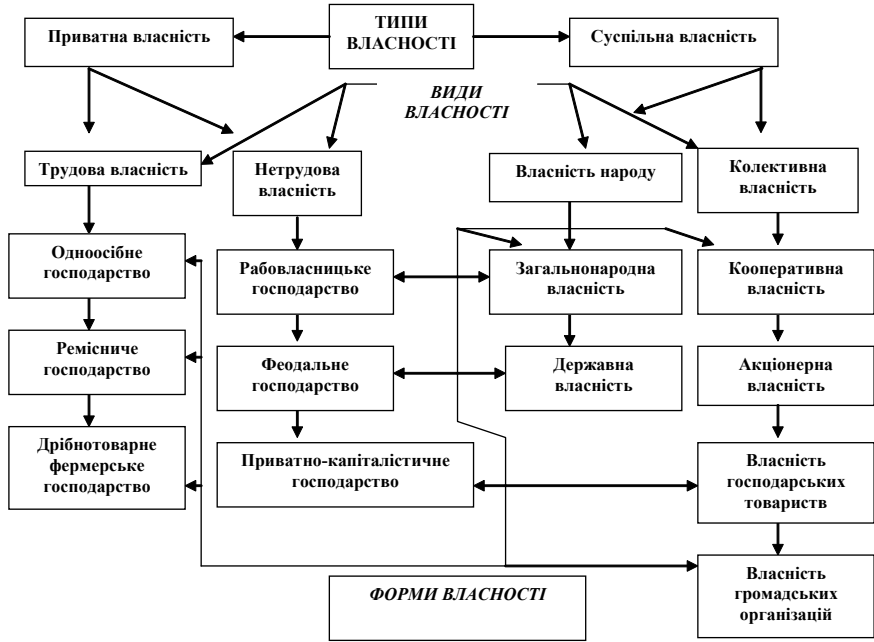 Приватна власність
ТИПИ
ВЛАСНОСТІ
Суспільна власність
ВИДИ
ВЛАСНОСТІ
Трудова власність
Нетрудова
власність
Власність народу
Колективна
власність
Одноосібне
господарство
Рабовласницьке
господарство
Загальнонародна
власність
Кооперативна
власність
Ремісниче
господарство
Феодальне
господарство
Державна
власність
Акціонерна
власність
Дрібнотоварне
фермерське
господарство
Приватно-капіталістичне
господарство
Власність
господарських
товариств
ФОРМИ ВЛАСНОСТІ
Власність
громадських
організацій